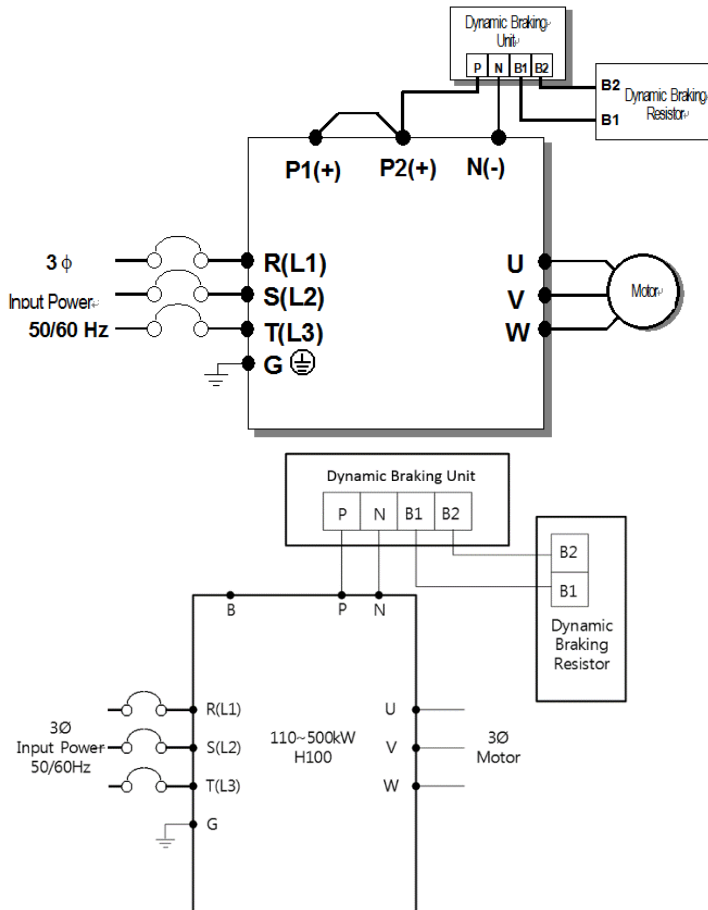 Dynamic Braking
Unit
P N B1 B2
B2
B1
Dynamic Braking
Resistor
P1(+) P2(+) N(-)
3 ϕ
Input Power
50/60 Hz
R(L1)
S(L2)
T(L3)
G
U
V
W
Motor
Dynamic Braking Unit
P N B1 B2
B2
B1
Dynamic
Braking
Resistor
B P N
3Ø
Input Power
50/60Hz
R(L1)
S(L2)
T(L3)
G
110~500kW
H100
U
V
W
3Ø
Motor